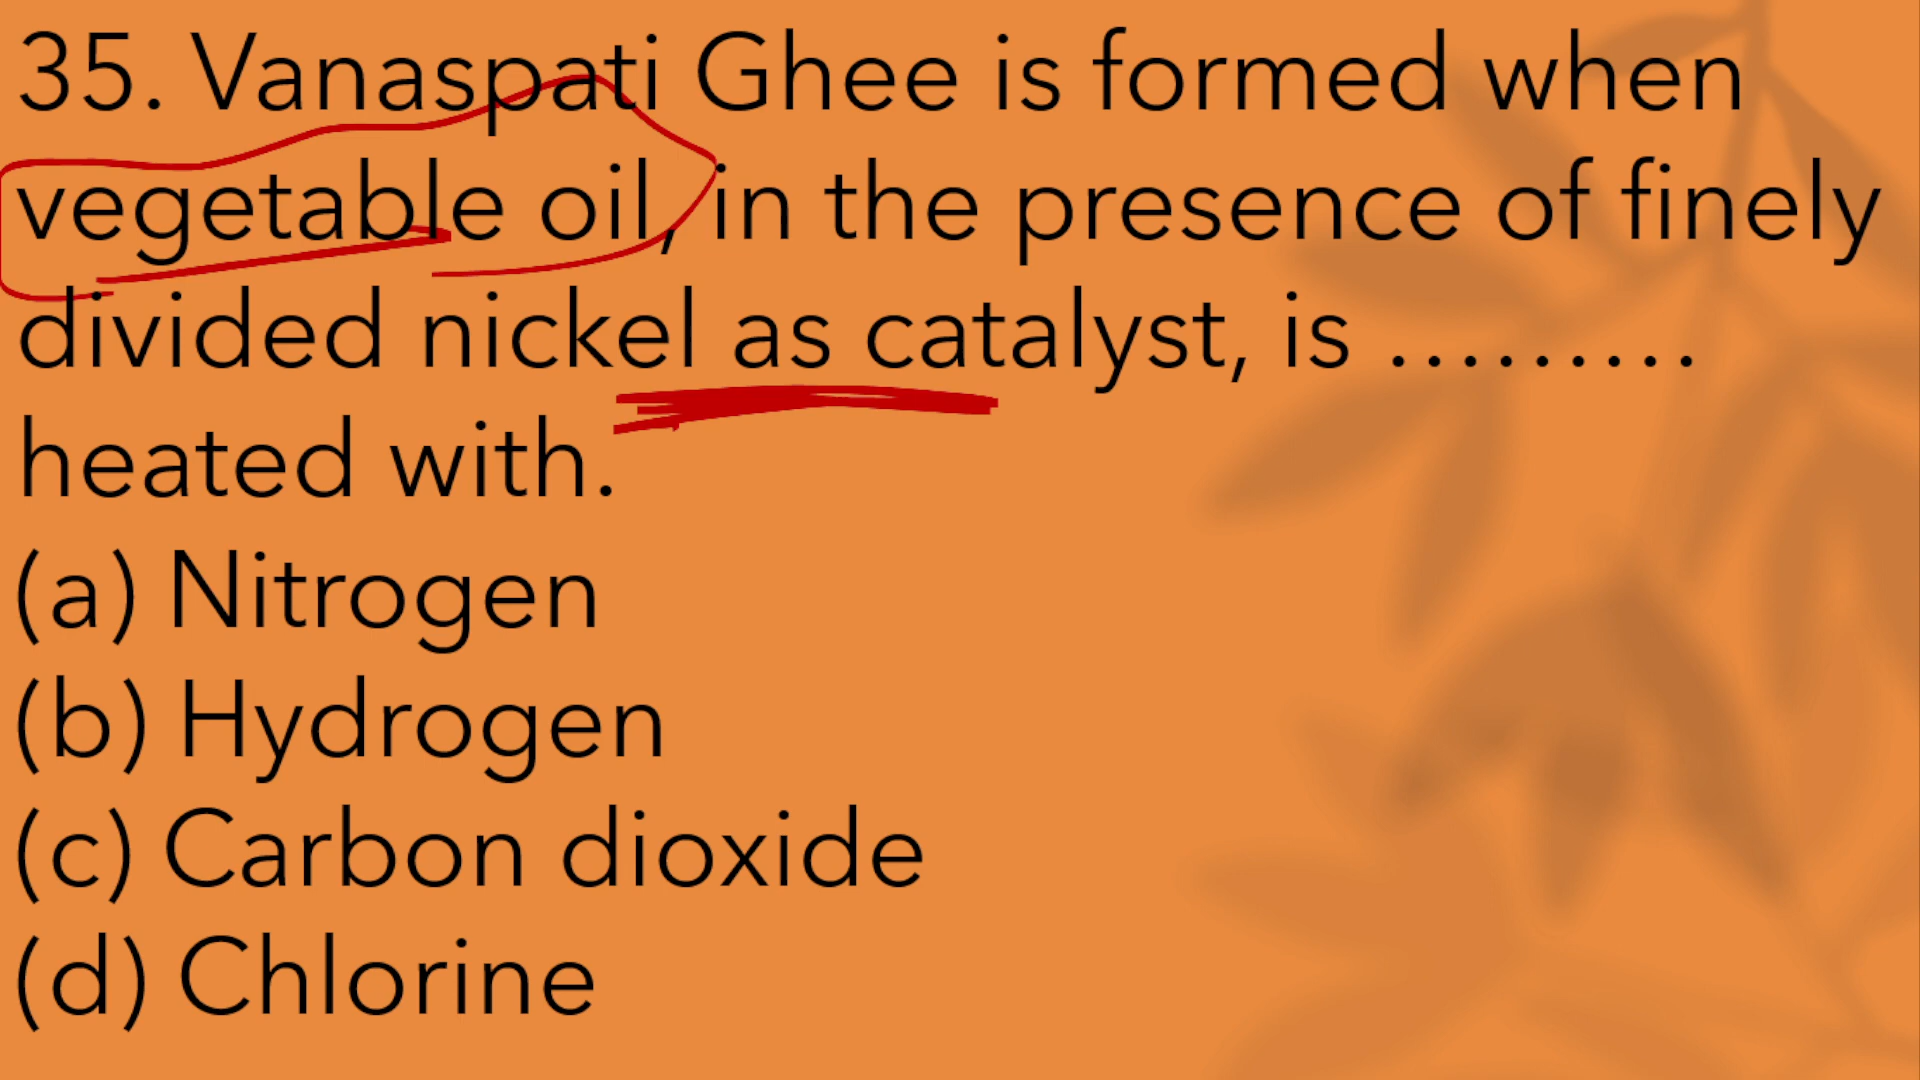 35. Vanaspati Ghee is formed when
vegetable oil, in the presence of finely
divided nickel as catalyst, is .........
heated with.
(a) Nitrogen
(b) Hydrogen
(c) Carbon dioxide
(d) Chlorine